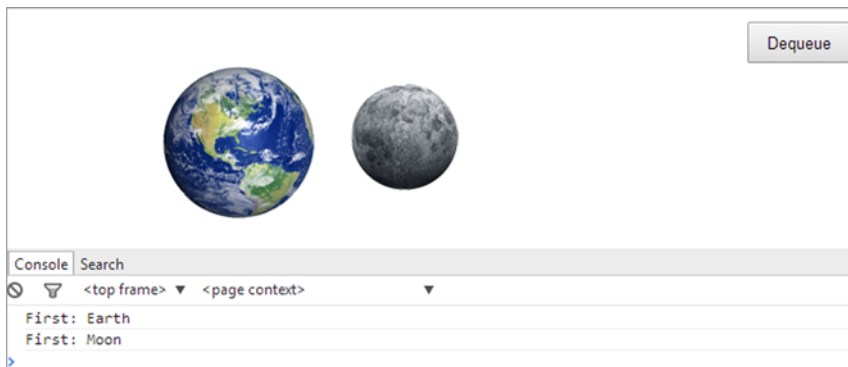 Dequeue
Console Search
<top frame> ▼ <page context> ▼
First: Earth
First: Moon